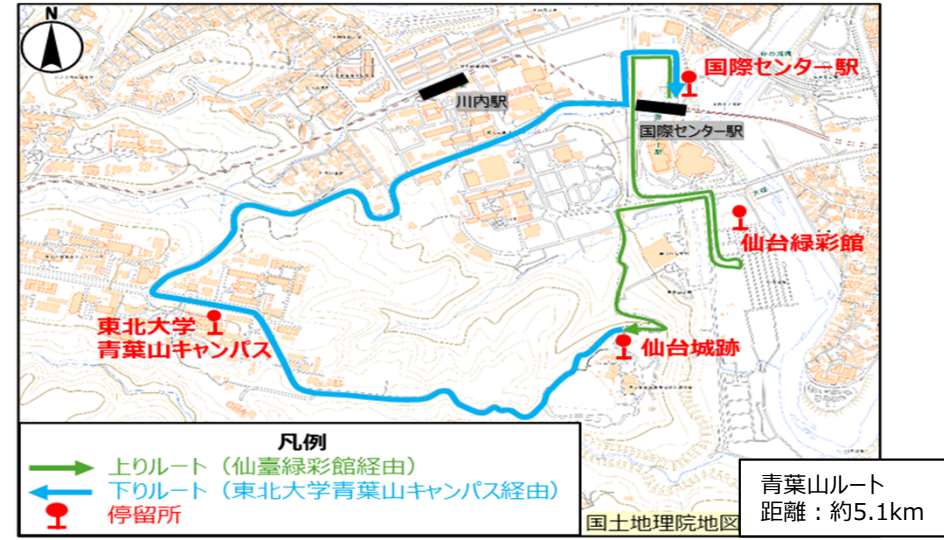 N
国際センター駅
川内駅
国際センター駅
仙台緑彩館
東北大学
青葉山キャンパス
仙台城跡
凡例
上りルート（仙臺緑彩館経由）
下りルート（東北大学青葉山キャンパス経由）
停留所
国土地理院地図
青葉山ルート
距離：約5.1km